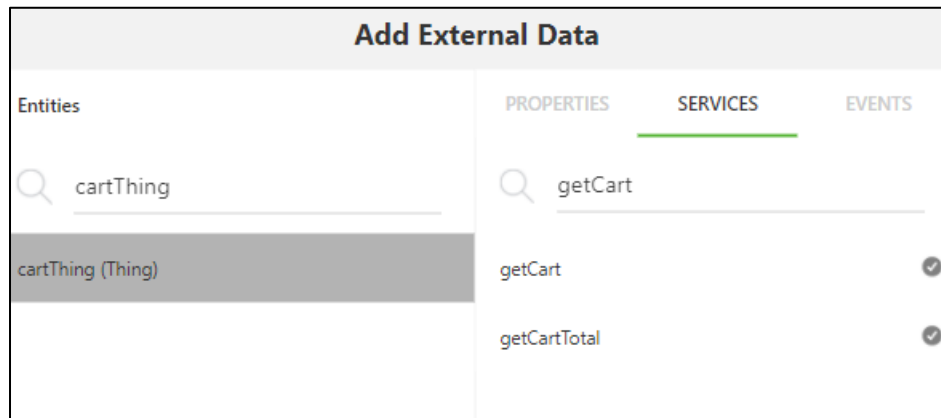 Add External Data
Entities
PROPERTIES SERVICES EVENTS
cartThing
getCart
cartThing (Thing)
getCart
getCartTotal